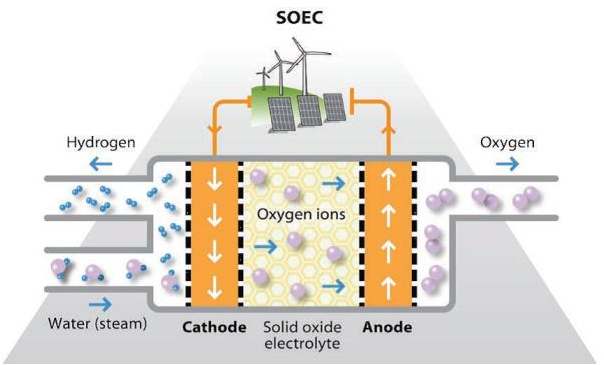 SOEC
Hydrogen
Oxygen
Oxygen ions
Water (steam)
Cathode
Solid oxide
electrolyte
Anode